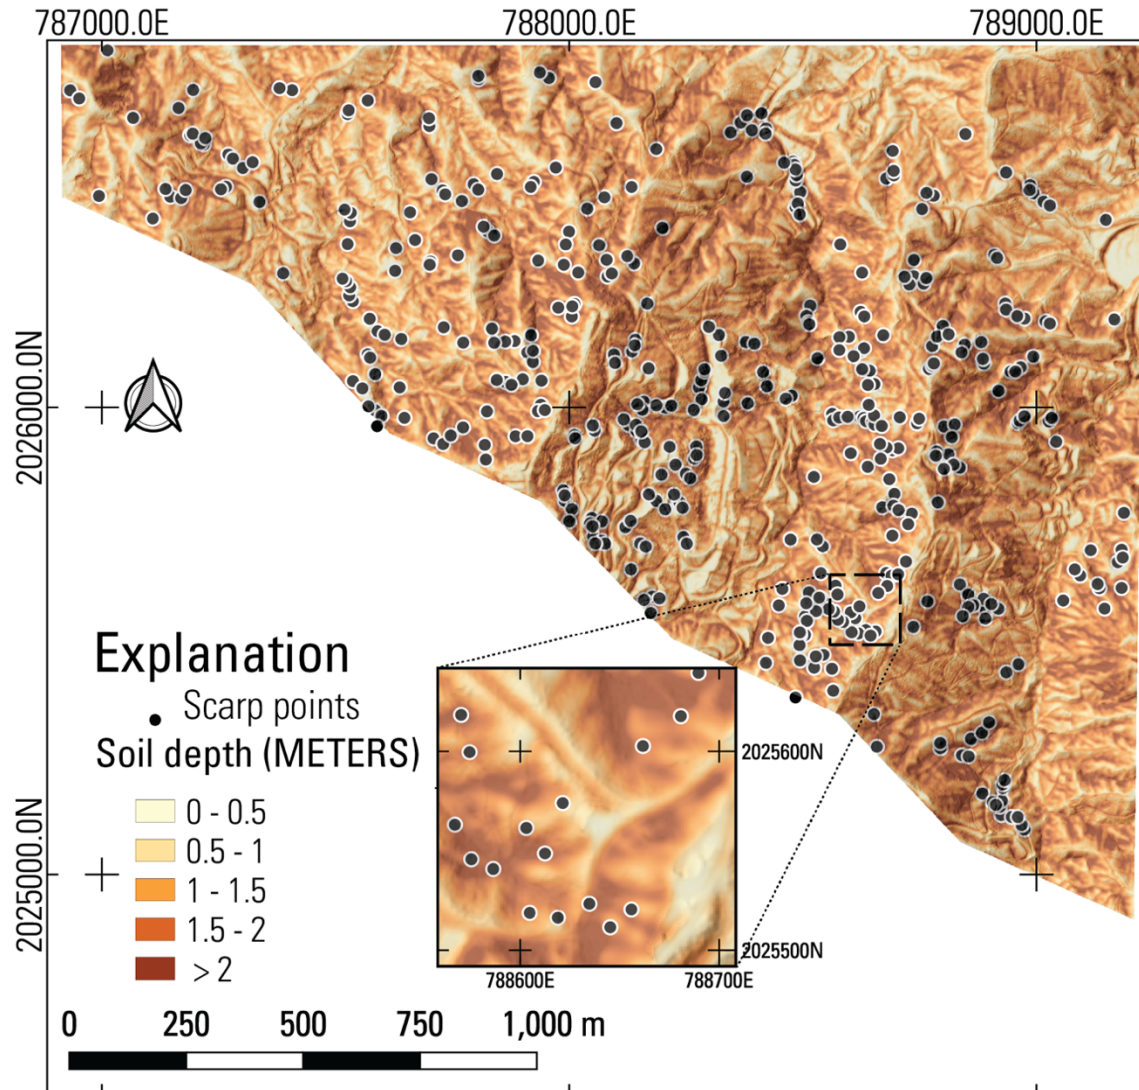 787000.0E 788000.0E 789000.0E
2026000.0N
2025000.0N
Explanation
Scarp points
Soil depth (METERS)
0 - 0.5
0.5 - 1
1 - 1.5
1.5 - 2
> 2
0 250 500 750 1,000 m
2025600N
2025500N
788600E 788700E